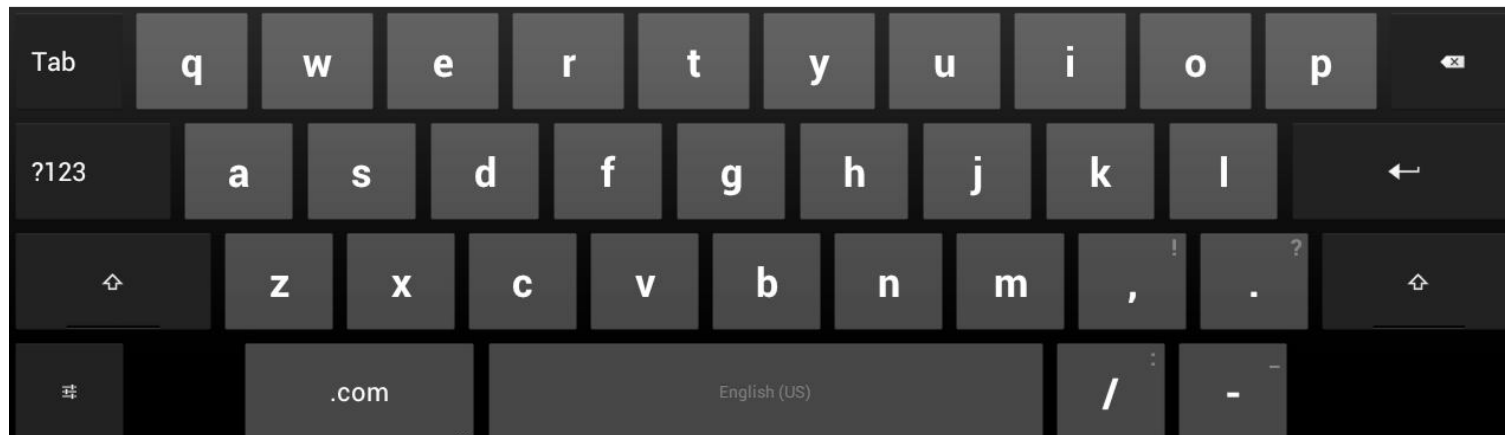 Tab q w e r t y u i o p
?123 a s d f g h j k l
z x c v b n m , ! . ?
.com English (US) / : - _